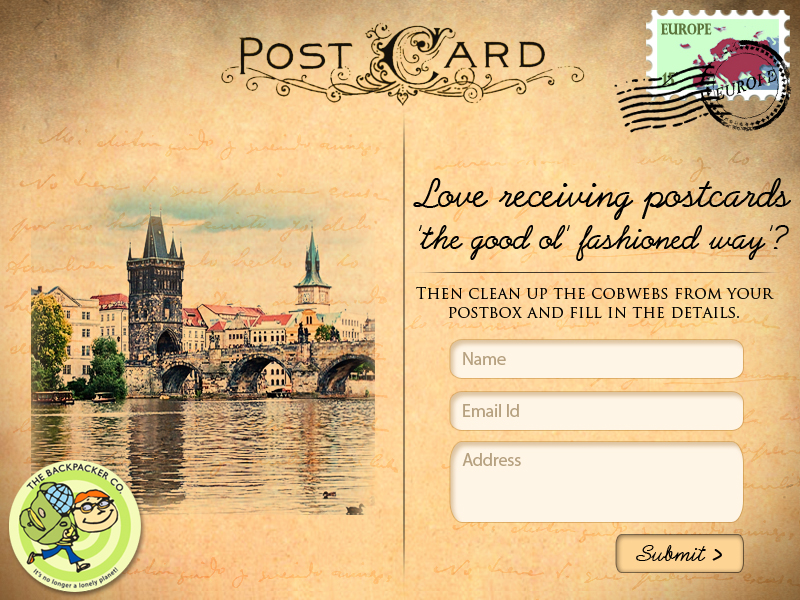 POST CARD
EUROPE
EUROPE
Love receiving postcards
'the good ol' fashioned way'?
THEN CLEAN UP THE COBWEBS FROM YOUR
POSTBOX AND FILL IN THE DETAILS.
Name
Email Id
Address
Submit >
THE BACKPACKER CO.
It's no longer a lonely planet!